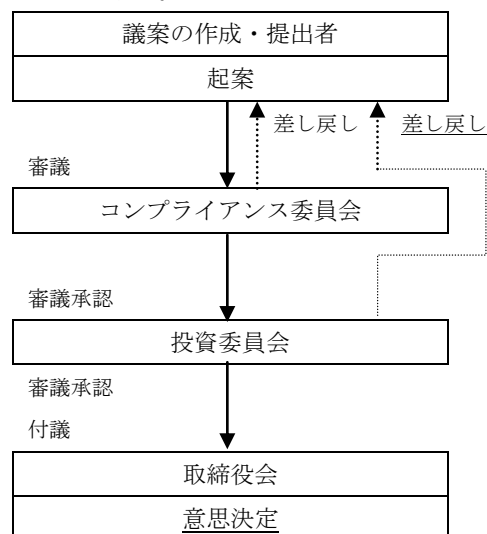 議案の作成・提出者
起案
差し戻し 差し戻し
審議
コンプライアンス委員会
審議承認
投資委員会
審議承認
付議
取締役会
意思決定